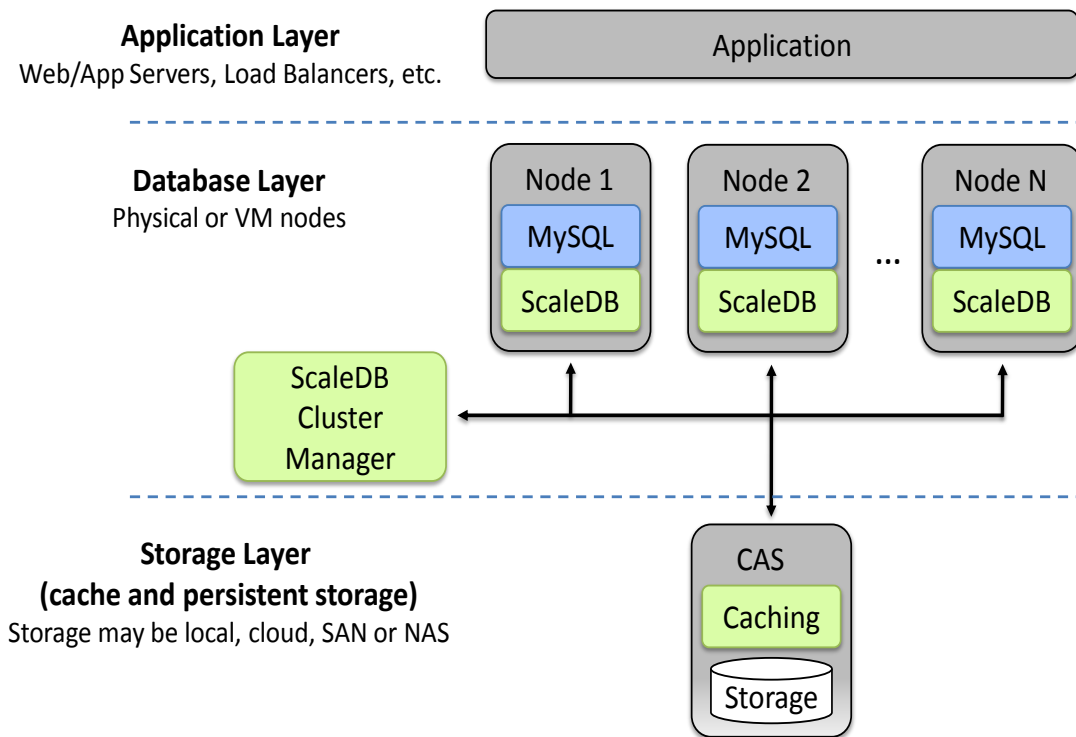 Application Layer
Web/App Servers, Load Balancers, etc.
Application
Database Layer
Physical or VM nodes
Node 1
MySQL
ScaleDB
Node 2
MySQL
ScaleDB
...
Node N
MySQL
ScaleDB
ScaleDB
Cluster
Manager
Storage Layer
(cache and persistent storage)
Storage may be local, cloud, SAN or NAS
CAS
Caching
Storage